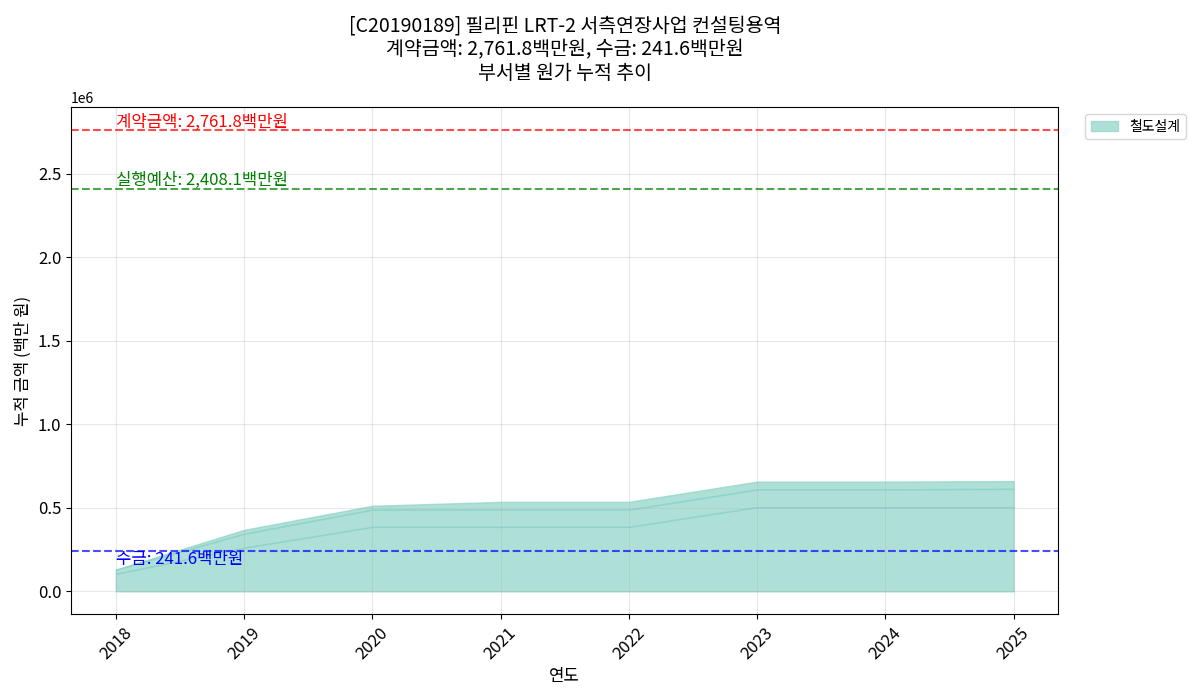 [C20190189] 필리핀 LRT-2 서측연장사업 컨설팅용역
계약금액: 2,761.8백만원, 수금: 241.6백만원
부서별 원가 누적 추이
1e6
계약금액: 2,761.8백만원
철도설계
실행예산: 2,408.1백만원
2.5
2.0
1.5
1.0
0.5
0.0
누적 금액 (백만 원)
수금: 241.6백만원
2018
2019
2020
2021
2022
2023
2024
2025
연도